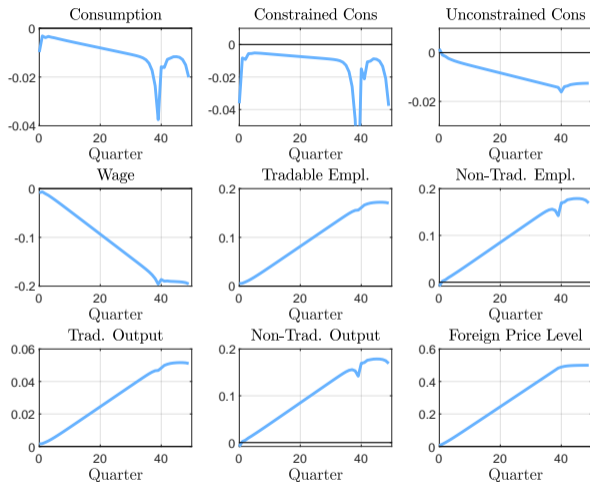 Consumption Constrained Cons Unconstrained Cons
0 0 0
-0.02 -0.02 -0.02
-0.04 -0.04
0 20 40 0 20 40 0 20 40
Quarter Quarter Quarter
Wage Tradable Empl. Non-Trad. Empl.
0 0.2 0.2
-0.1 0.1 0.1
-0.2 0 0
0 20 40 0 20 40 0 20 40
Quarter Quarter Quarter
Trad. Output Non-Trad. Output Foreign Price Level
0.06 0.2 0.6
0.04 0.1 0.4
0.02 0.2
0 0 0
0 20 40 0 20 40 0 20 40
Quarter Quarter Quarter